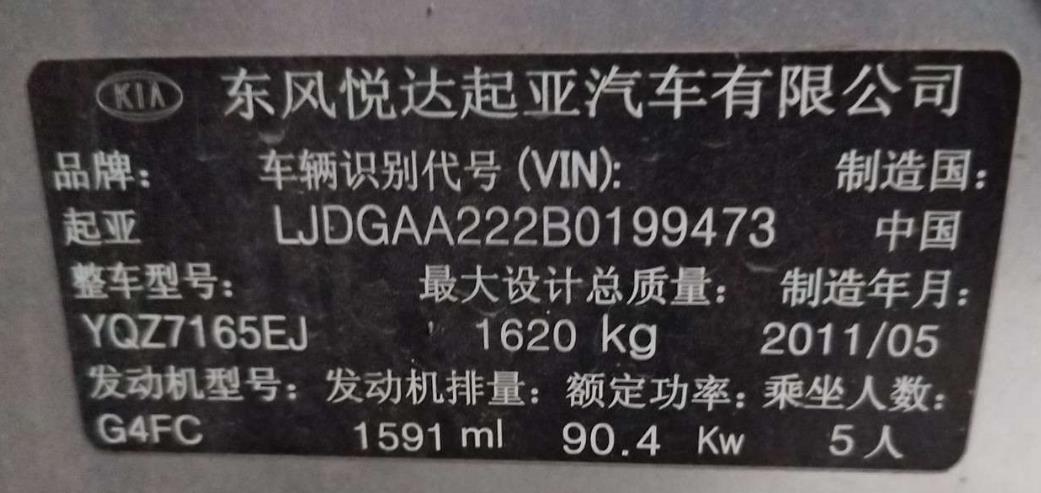 KIA 东风悦达起亚汽车有限公司
品牌: 车辆识别代号 (VIN): 制造国:
起亚 LJDGAA222B0199473 中国
整车型号: 最大设计总质量: 制造年月:
YQZ7165EJ 1620 kg 2011/05
发动机型号: 发动机排量: 额定功率: 乘坐人数:
G4FC 1591 ml 90.4 Kw 5人